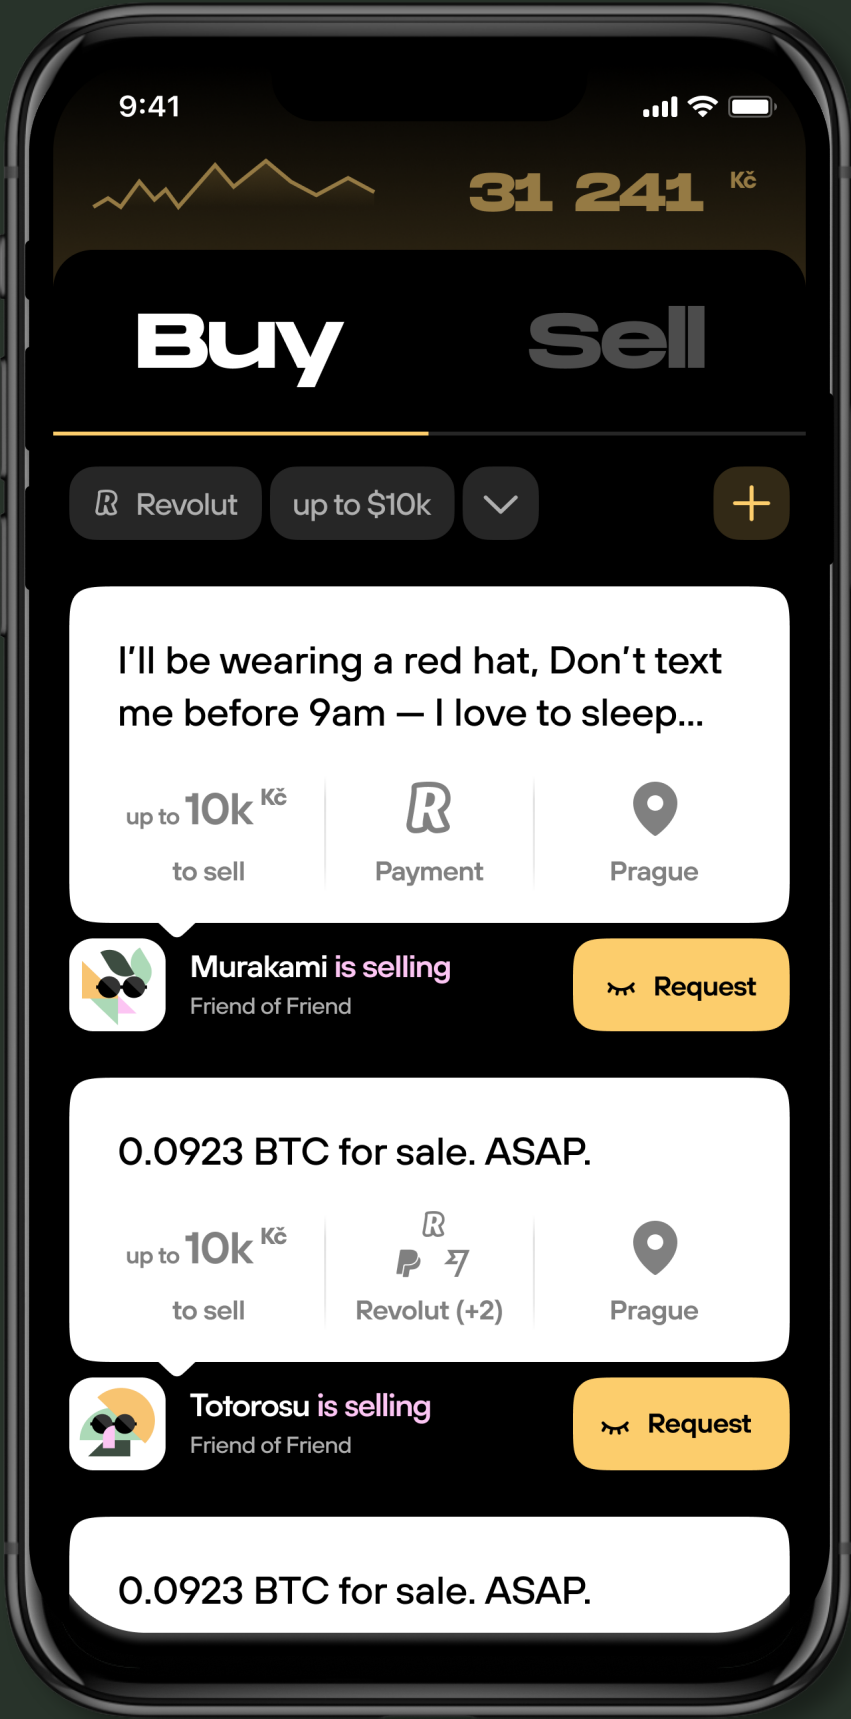 9:41
31 241 Kč
Buy
Sell
Revolut
up to $10k
I'll be wearing a red hat, Don't text
me before 9am — I love to sleep...
up to 10k Kč
to sell
Payment
Prague
Murakami is selling
Friend of Friend
Request
0.0923 BTC for sale. ASAP.
up to 10k Kč
to sell
Revolut (+2)
Prague
Totorosu is selling
Friend of Friend
Request
0.0923 BTC for sale. ASAP.